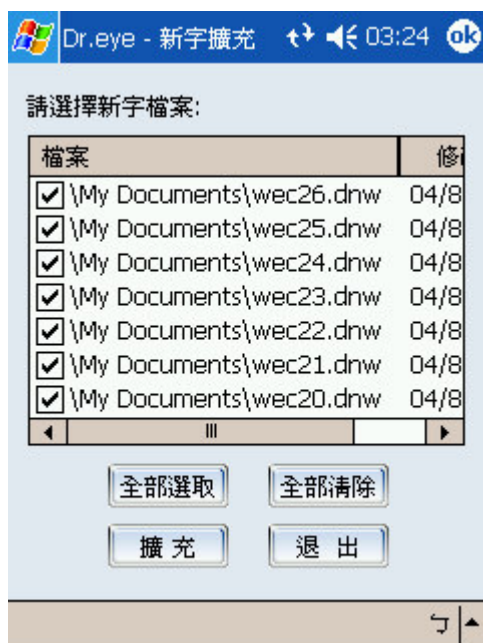 Dr.eye - 新字擴充 03:24 ok
請選擇新字檔案:
檔案 修
\My Documents\wec26.dnw 04/8
\My Documents\wec25.dnw 04/8
\My Documents\wec24.dnw 04/8
\My Documents\wec23.dnw 04/8
\My Documents\wec22.dnw 04/8
\My Documents\wec21.dnw 04/8
\My Documents\wec20.dnw 04/8
全部選取 全部清除
擴 充 退 出
ㄅ